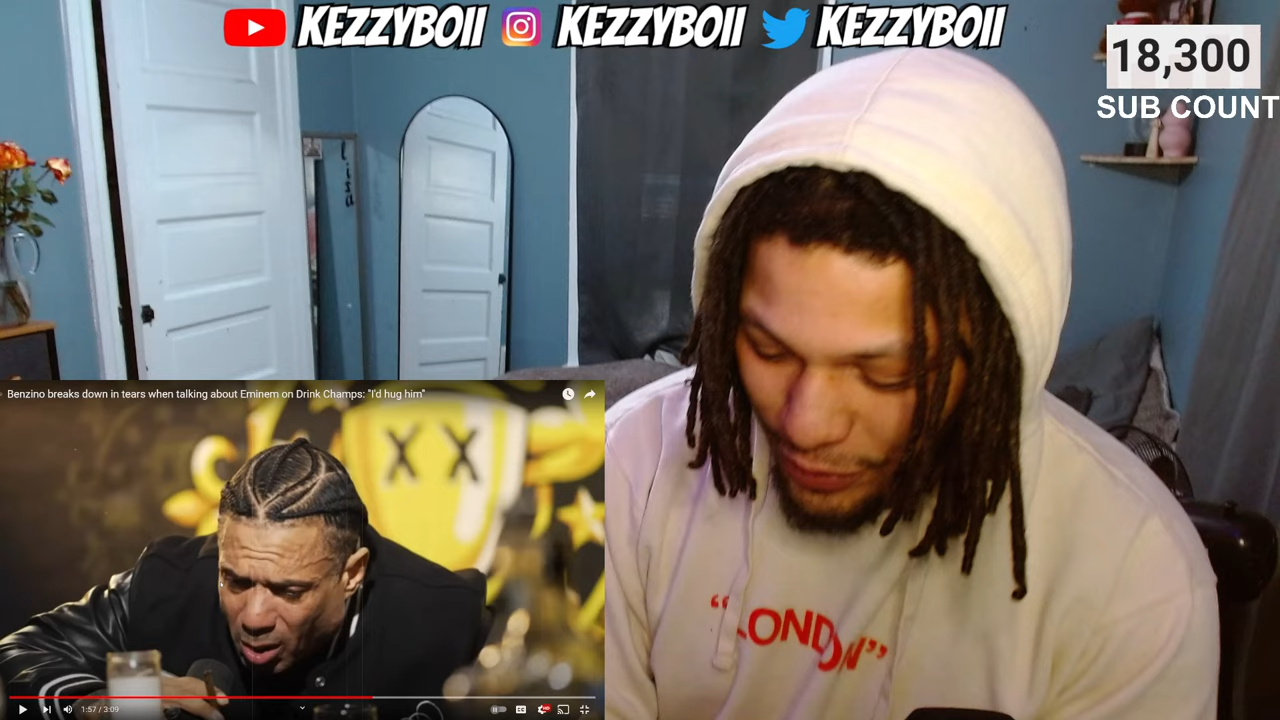 KEZZYBOII KEZZYBOII KEZZYBOII
18,300
SUB COUNT
Benzino breaks down in tears when talking about Eminem on Drink Champs: "I'd hug him"
XX
"LONDON"
1:57 / 3:09